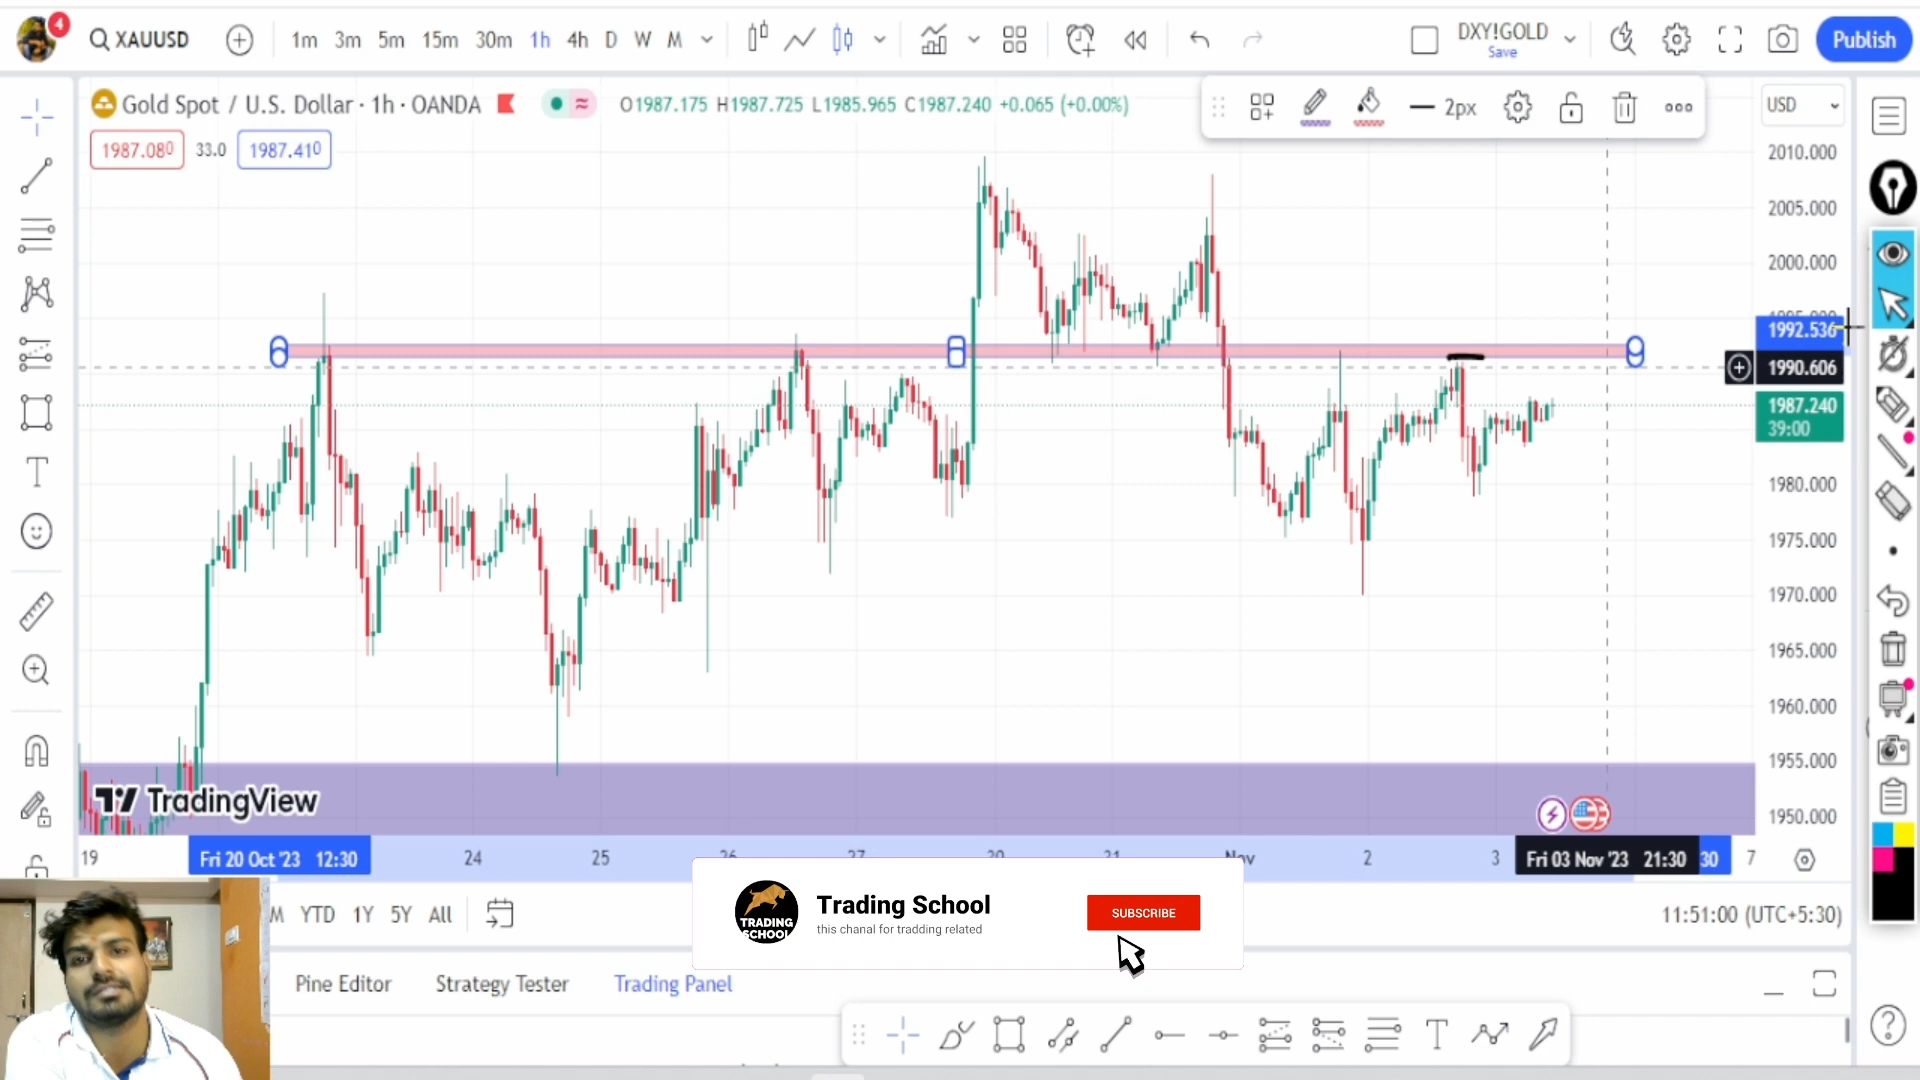 4
XAUUSD
1m 3m 5m 15m 30m 1h 4h D W M
DXY!GOLD
Save
Publish
Gold Spot / U.S. Dollar · 1h · OANDA
O1987.175 H1987.725 L1985.965 C1987.240 +0.065 (+0.00%)
2px
USD
1987.080 33.0 1987.410
2010.000
2005.000
2000.000
1992.536
1990.606
1987.240
39:00
1980.000
1975.000
1970.000
1965.000
1960.000
1955.000
1950.000
TradingView
19 Fri 20 Oct '23 12:30 24 25 26 27 Nov 2 3 Fri 03 Nov '23 21:30 30 7
M YTD 1Y 5Y All
11:51:00 (UTC+5:30)
TRADING
SCHOOL
Trading School
this chanal for tradding related
SUBSCRIBE
Pine Editor Strategy Tester Trading Panel